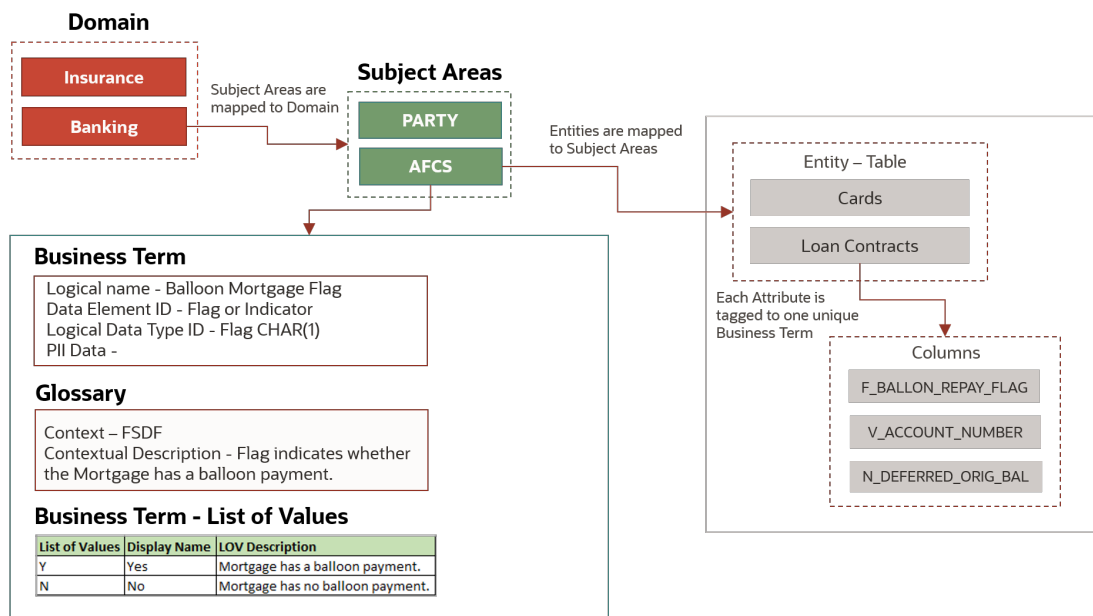 Domain
Insurance
Banking
Subject Areas are
mapped to Domain
Subject Areas
PARTY
AFCS
Entities are mapped
to Subject Areas
Entity – Table
Cards
Loan Contracts
Each Attribute is
tagged to one unique
Business Term
Columns
F_BALLON_REPAY_FLAG
V_ACCOUNT_NUMBER
N_DEFERRED_ORIG_BAL
Business Term
Logical name - Balloon Mortgage Flag
Data Element ID - Flag or Indicator
Logical Data Type ID - Flag CHAR(1)
PII Data -
Glossary
Context – FSDF
Contextual Description - Flag indicates whether
the Mortgage has a balloon payment.
Business Term - List of Values
List of Values Display Name LOV Description
Y Yes Mortgage has a balloon payment.
N No Mortgage has no balloon payment.